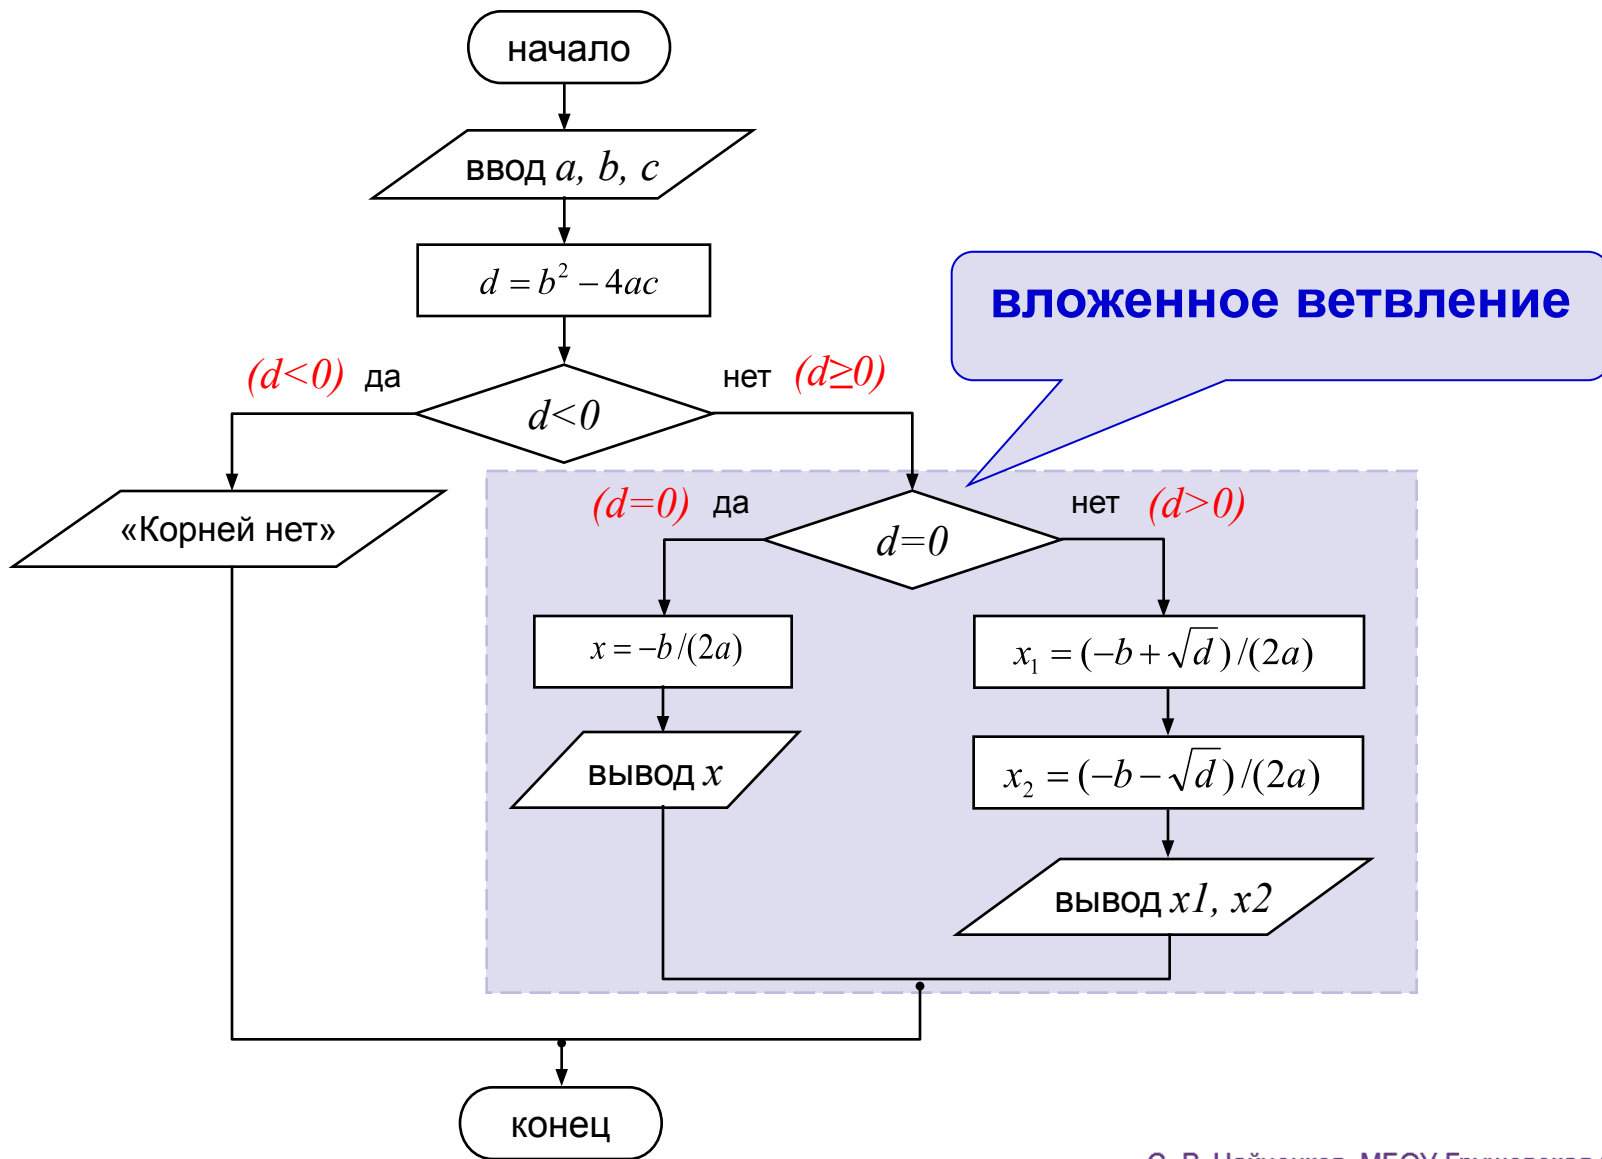 начало
ввод a, b, c
d = b² − 4ac
вложенное ветвление
(d<0) да
нет (d≥0)
d<0
«Корней нет»
(d=0) да
нет (d>0)
d=0
x = −b/(2a)
x₁ = (−b + √d)/(2a)
вывод x
x₂ = (−b − √d)/(2a)
вывод x1, x2
конец